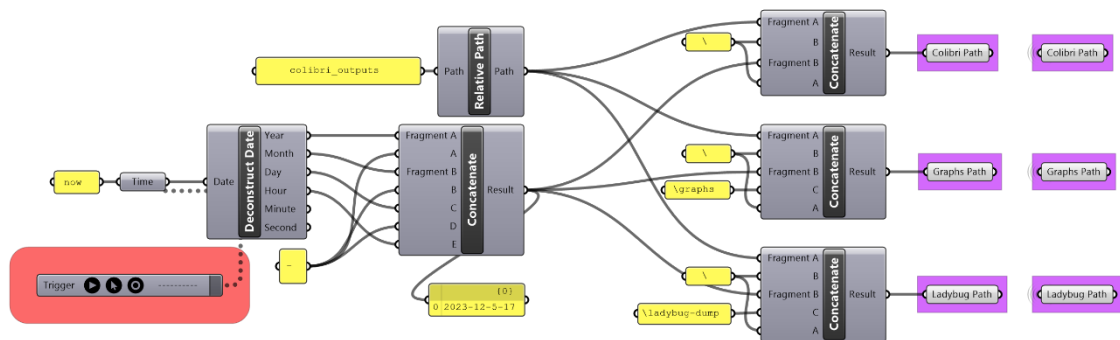 colibri_outputs
Path
Relative Path
Path
now
Time
Date
Deconstruct Date
Year
Month
Day
Hour
Minute
Second
Trigger
----------
-
Fragment A
A
Fragment B
B
C
D
E
Concatenate
Result
{0}
0 2023-12-5-17
\
Fragment A
B
Fragment B
A
Concatenate
Result
Colibri Path
Colibri Path
\
\graphs
Fragment A
B
Fragment B
C
A
Concatenate
Result
Graphs Path
Graphs Path
\
\ladybug-dump
Fragment A
B
Fragment B
C
A
Concatenate
Result
Ladybug Path
Ladybug Path